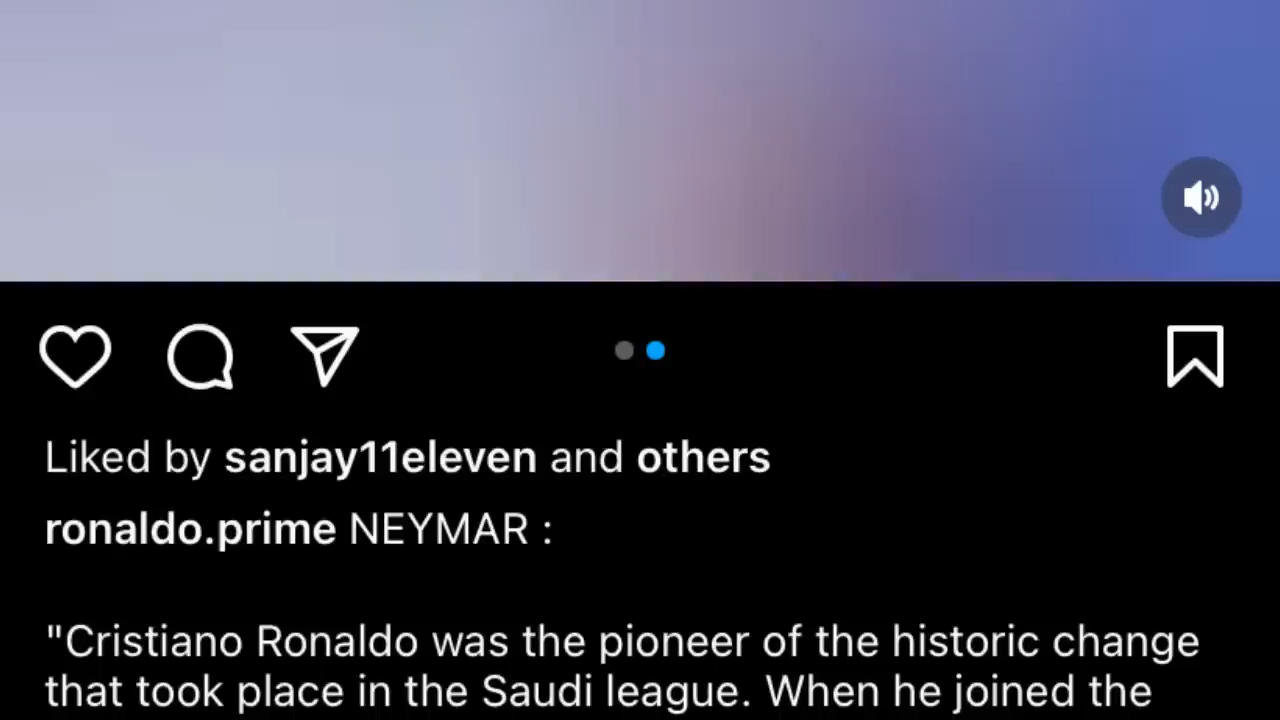 Liked by sanjay11eleven and others
ronaldo.prime NEYMAR :
"Cristiano Ronaldo was the pioneer of the historic change
that took place in the Saudi league. When he joined the